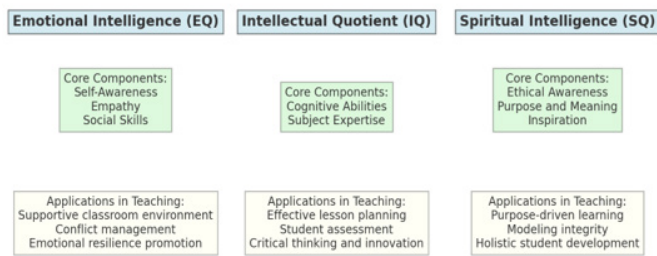 Emotional Intelligence (EQ)
Intellectual Quotient (IQ)
Spiritual Intelligence (SQ)
Core Components:
Self-Awareness
Empathy
Social Skills
Core Components:
Cognitive Abilities
Subject Expertise
Core Components:
Ethical Awareness
Purpose and Meaning
Inspiration
Applications in Teaching:
Supportive classroom environment
Conflict management
Emotional resilience promotion
Applications in Teaching:
Effective lesson planning
Student assessment
Critical thinking and innovation
Applications in Teaching:
Purpose-driven learning
Modeling integrity
Holistic student development